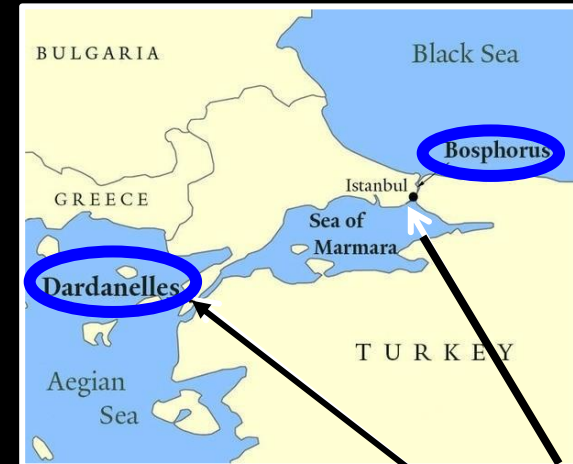 BULGARIA
Black Sea
Bosphorus
Istanbul
GREECE
Sea of
Marmara
Dardanelles
TURKEY
Aegian
Sea